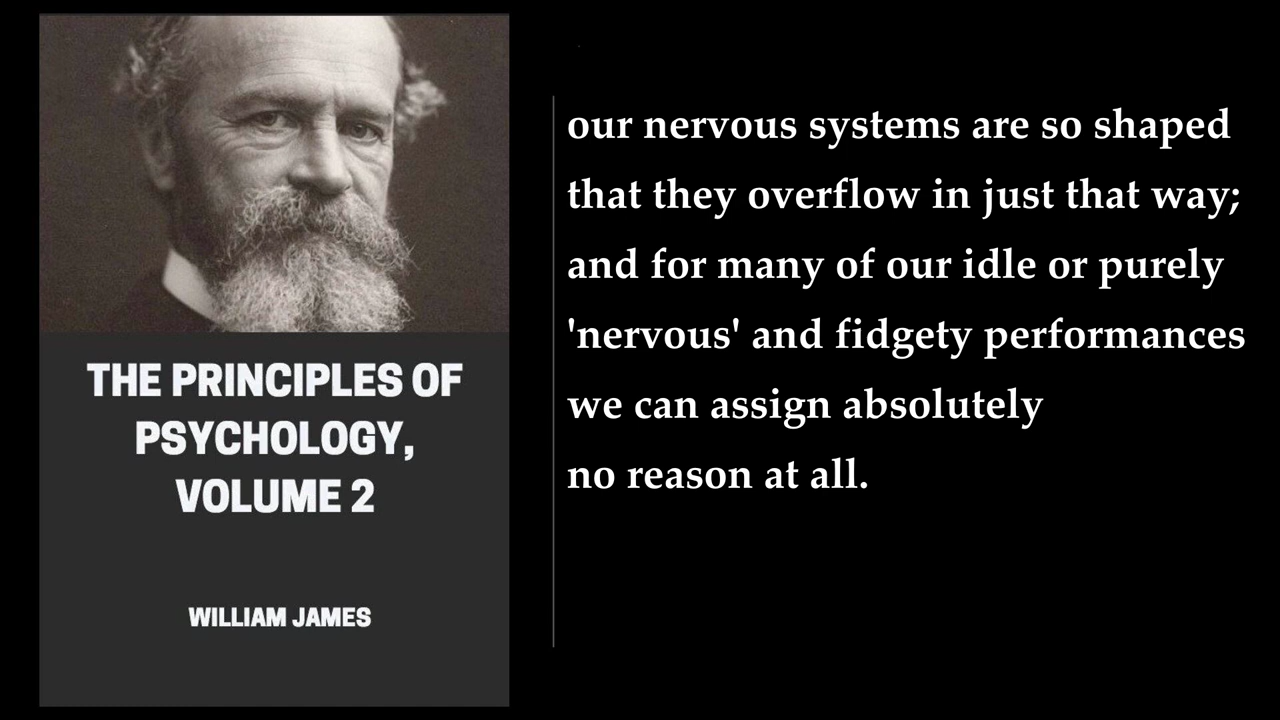 THE PRINCIPLES OF
PSYCHOLOGY,
VOLUME 2
WILLIAM JAMES
our nervous systems are so shaped
that they overflow in just that way;
and for many of our idle or purely
'nervous' and fidgety performances
we can assign absolutely
no reason at all.